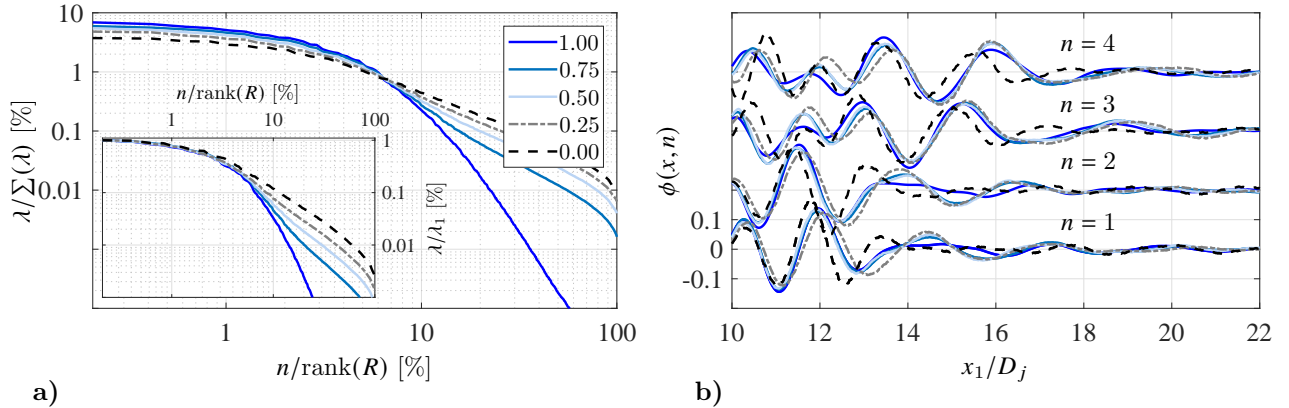 10
1
0.1
0.01
λ/∑(λ) [%]
1
10
100
n/rank(R) [%]
a)
n/rank(R) [%]
1
10
100
1
0.1
0.01
λ/λ1 [%]
1.00
0.75
0.50
0.25
0.00
n = 4
n = 3
n = 2
n = 1
ϕ(x, n)
0.1
0
-0.1
10
12
14
16
18
20
22
x1/Dj
b)